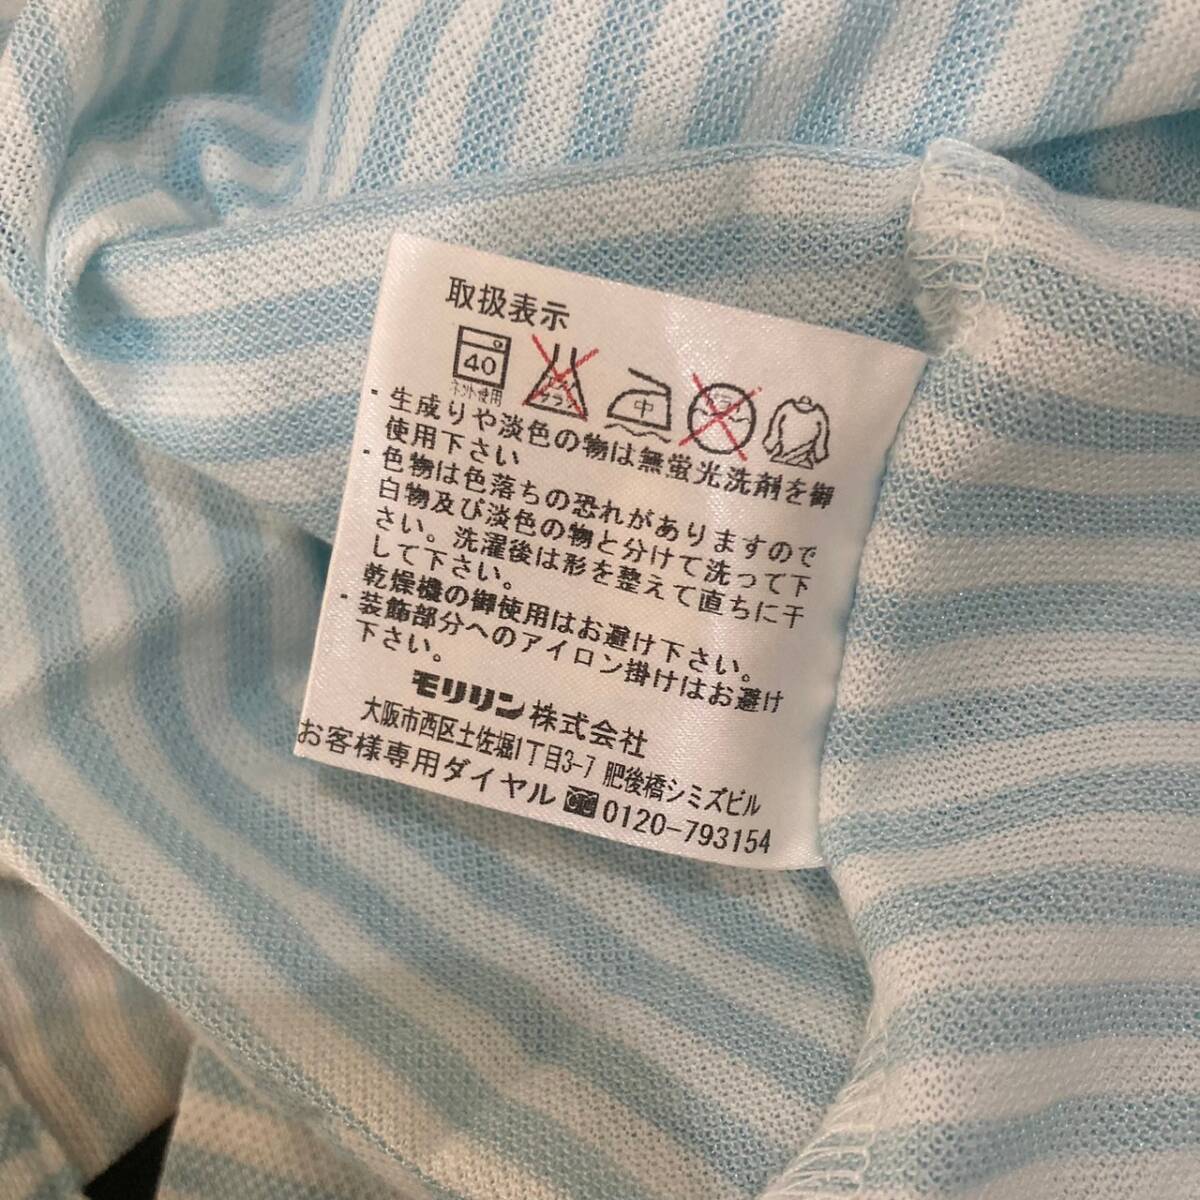 取扱表示
40
ネット使用
中
・生成りや淡色の物は無蛍光洗剤を御
使用下さい
・色物は色落ちの恐れがありますので
白物及び淡色の物と分けて洗って下
さい。洗濯後は形を整えて直ちに干
して下さい。
乾燥機の御使用はお避け下さい。
・装飾部分へのアイロン掛けはお避け
下さい。
モリリン株式会社
大阪市西区土佐堀1丁目3-7 肥後橋シミズビル
お客様専用ダイヤル 0120-793154